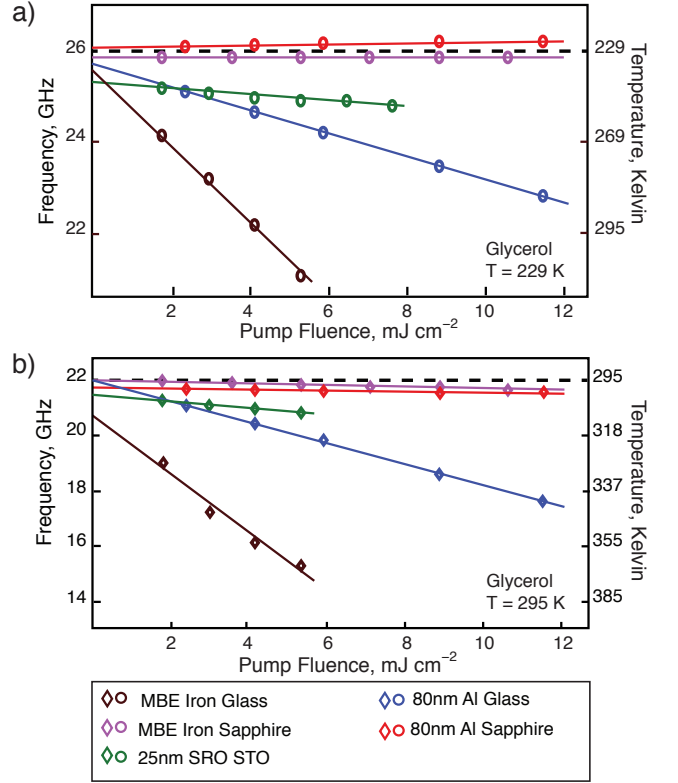 a)
26
24
22
Frequency, GHz
229
269
295
Temperature, Kelvin
Glycerol
T = 229 K
2 4 6 8 10 12
Pump Fluence, mJ cm⁻²
b)
22
20
18
16
14
Frequency, GHz
295
318
337
355
385
Temperature, Kelvin
Glycerol
T = 295 K
2 4 6 8 10 12
Pump Fluence, mJ cm⁻²
MBE Iron Glass
80nm Al Glass
MBE Iron Sapphire
80nm Al Sapphire
25nm SRO STO